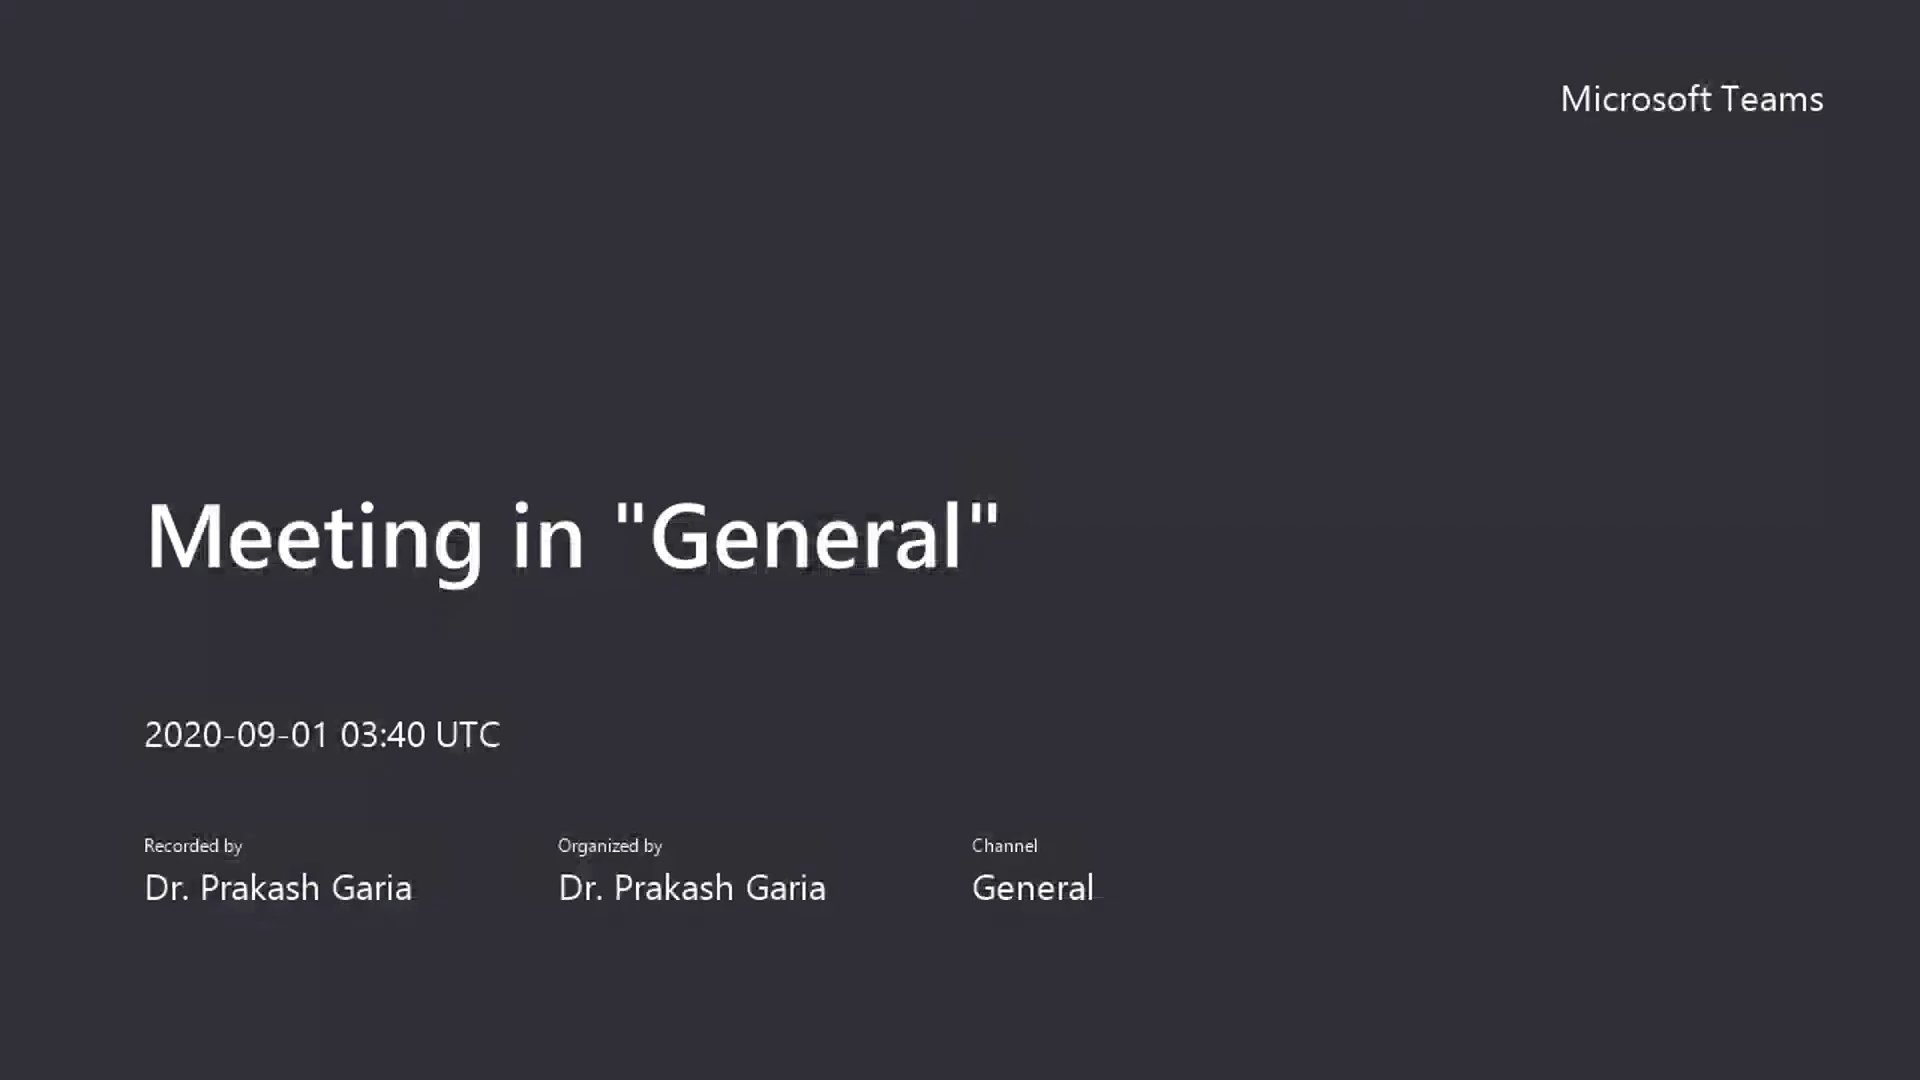 Microsoft Teams
Meeting in "General"
2020-09-01 03:40 UTC
Recorded by
Dr. Prakash Garia
Organized by
Dr. Prakash Garia
Channel
General